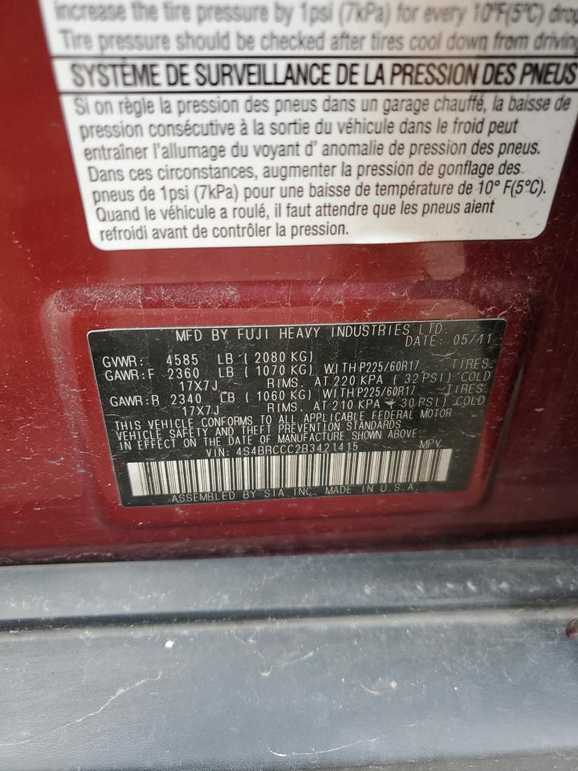 increase the tire pressure by 1psi (7kPa) for every 10°F(5°C) drop
Tire pressure should be checked after tires cool down from driving
SYSTÉME DE SURVEILLANCE DE LA PRESSION DES PNEUS
Si on règle la pression des pneus dans un garage chauffé, la baisse de
pression consécutive à la sortie du véhicule dans le froid peut
entraîner l'allumage du voyant d' anomalie de pression des pneus.
Dans ces circonstances, augmenter la pression de gonflage des
pneus de 1psi (7kPa) pour une baisse de température de 10° F(5°C).
Quand le véhicule a roulé, il faut attendre que les pneus aient
refroidi avant de contrôler la pression.
MFD BY FUJI HEAVY INDUSTRIES LTD.
DATE: 05/11
GVWR: 4585 LB ( 2080 KG)
GAWR:F 2360 LB ( 1070 KG) WITH P225/60R17 TIRES,
17X7J RIMS, AT 220 KPA ( 32 PSI) COLD
GAWR:R 2340 LB ( 1060 KG) WITH P225/60R17 TIRES,
17X7J RIMS, AT 210 KPA ( 30 PSI) COLD
THIS VEHICLE CONFORMS TO ALL APPLICABLE FEDERAL MOTOR
VEHICLE SAFETY AND THEFT PREVENTION STANDARDS
IN EFFECT ON THE DATE OF MANUFACTURE SHOWN ABOVE.
VIN: 4S4BRCCC2B3421415 MPV
ASSEMBLED BY SIA INC. MADE IN U.S.A.